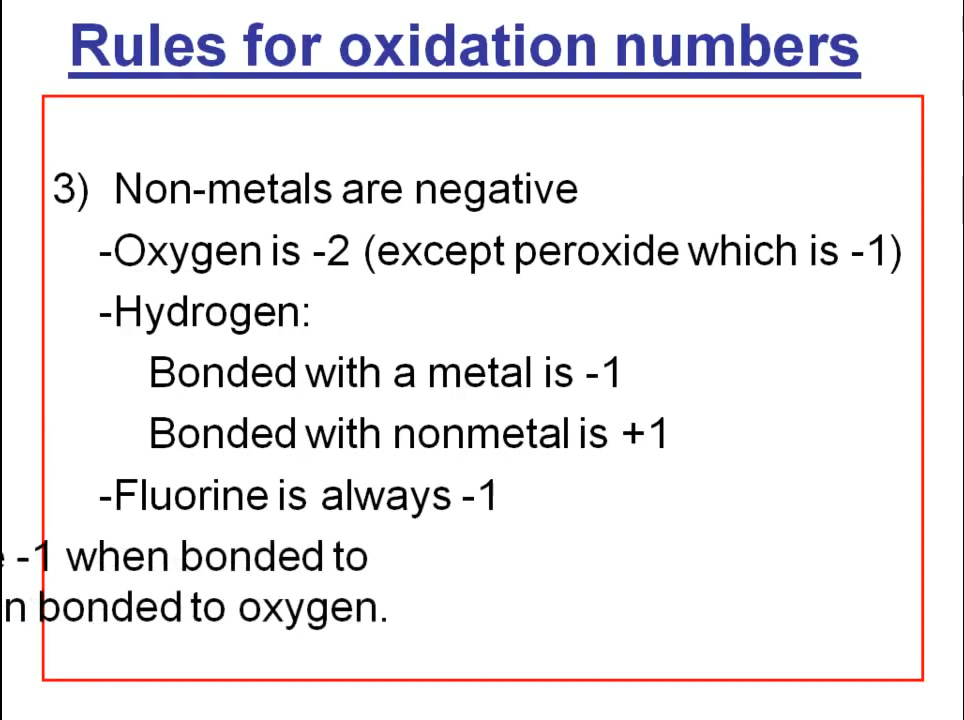 Rules for oxidation numbers
3) Non-metals are negative
-Oxygen is -2 (except peroxide which is -1)
-Hydrogen:
Bonded with a metal is -1
Bonded with nonmetal is +1
-Fluorine is always -1
-1 when bonded to
bonded to oxygen.